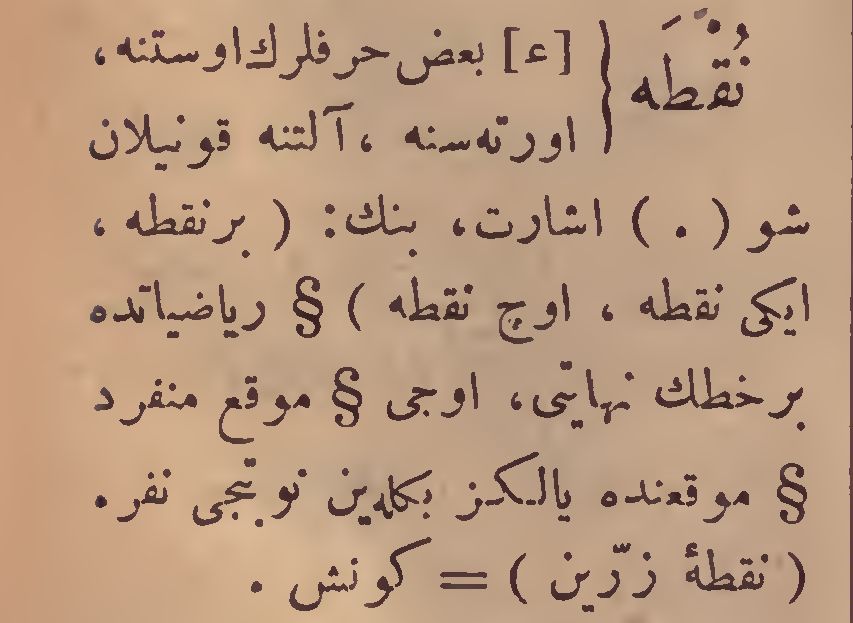 نُقْطَه { [ء] بعض حرفلرك اوستنه،
اورته‌سنه ، آلتنه قونیلان
شو ( . ) اشارت، بنك: ( برنقطه ،
ایکی نقطه ، اوچ نقطه ) § ریاضیاتده
برخطك نهایتی، اوجی § موقع منفرد
§ موقعنده یالکز بکله‌ین نوبتجی نفر.
( نقطهٔ زرّین ) = کونش .